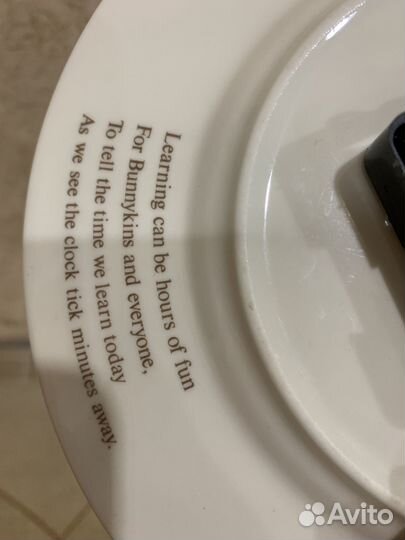 Learning can be hours of fun
For Bunnykins and everyone,
To tell the time we learn today
As we see the clock tick minutes away.
Avito